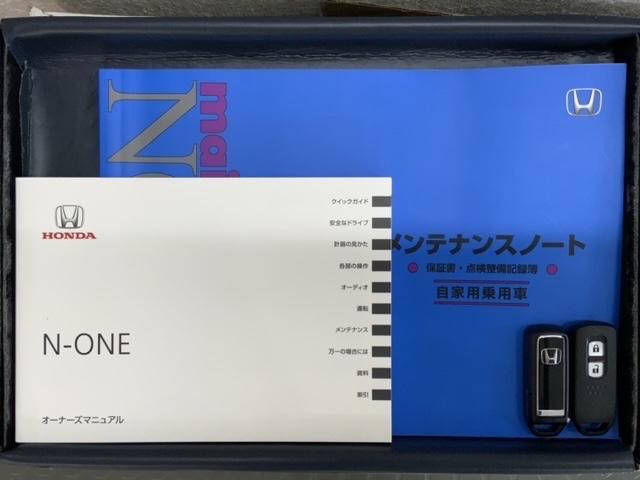 mai
No
メンテナンスノート
保証書・点検整備記録簿
自家用乗用車
HONDA
N-ONE
オーナーズマニュアル
クイックガイド
安全なドライブ
計器の見かた
各部の操作
オーディオ
運転
メンテナンス
万一の場合には
資料
索引